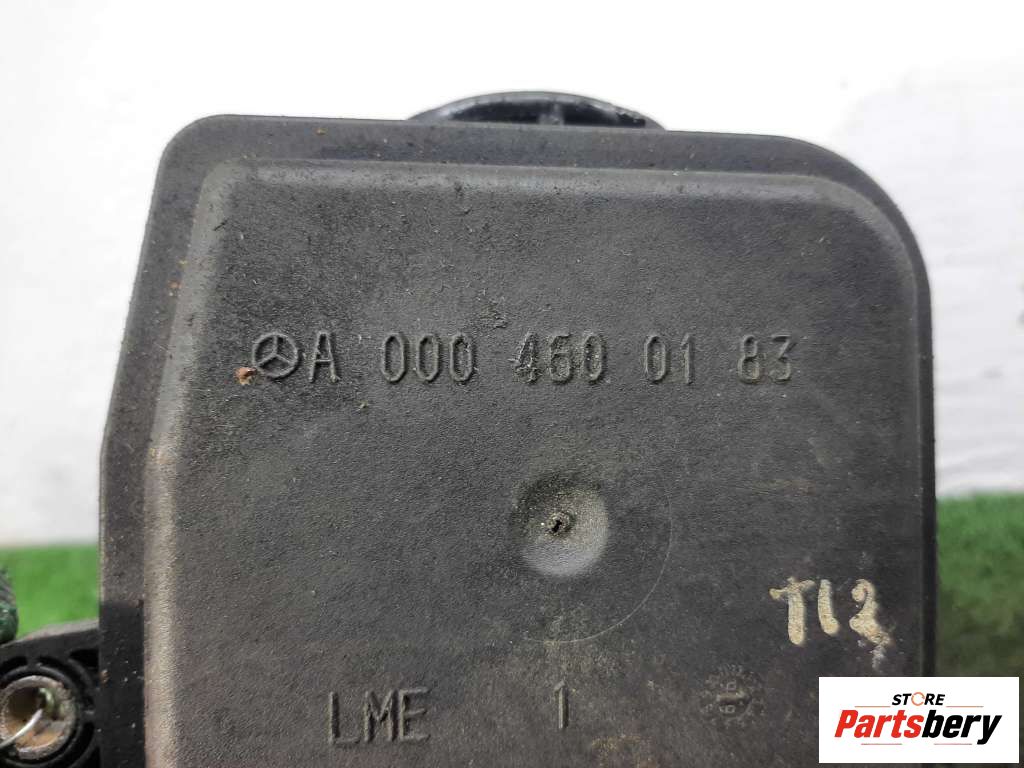 A 000 460 01 83
T12
LME 1
STORE
Partsbery